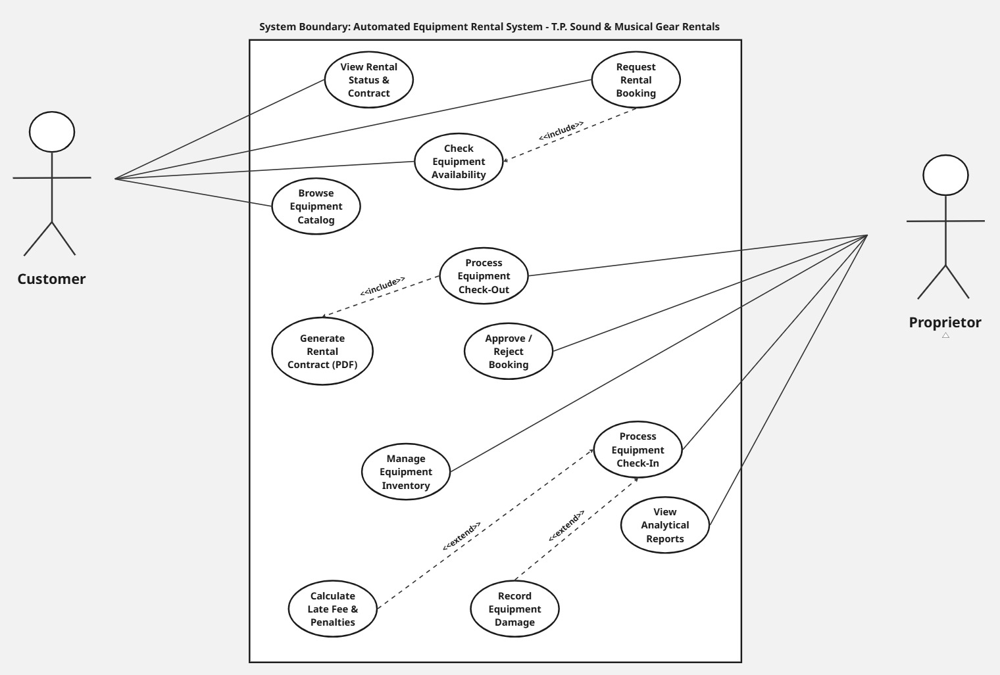 System Boundary: Automated Equipment Rental System - T.P. Sound & Musical Gear Rentals
View Rental
Status &
Contract
Request
Rental
Booking
<<include>>
Check
Equipment
Availability
Browse
Equipment
Catalog
Customer
Process
Equipment
Check-Out
<<include>>
Generate
Rental
Contract (PDF)
Approve /
Reject
Booking
Proprietor
Manage
Equipment
Inventory
Process
Equipment
Check-In
<<extend>>
<<extend>>
View
Analytical
Reports
Calculate
Late Fee &
Penalties
Record
Equipment
Damage